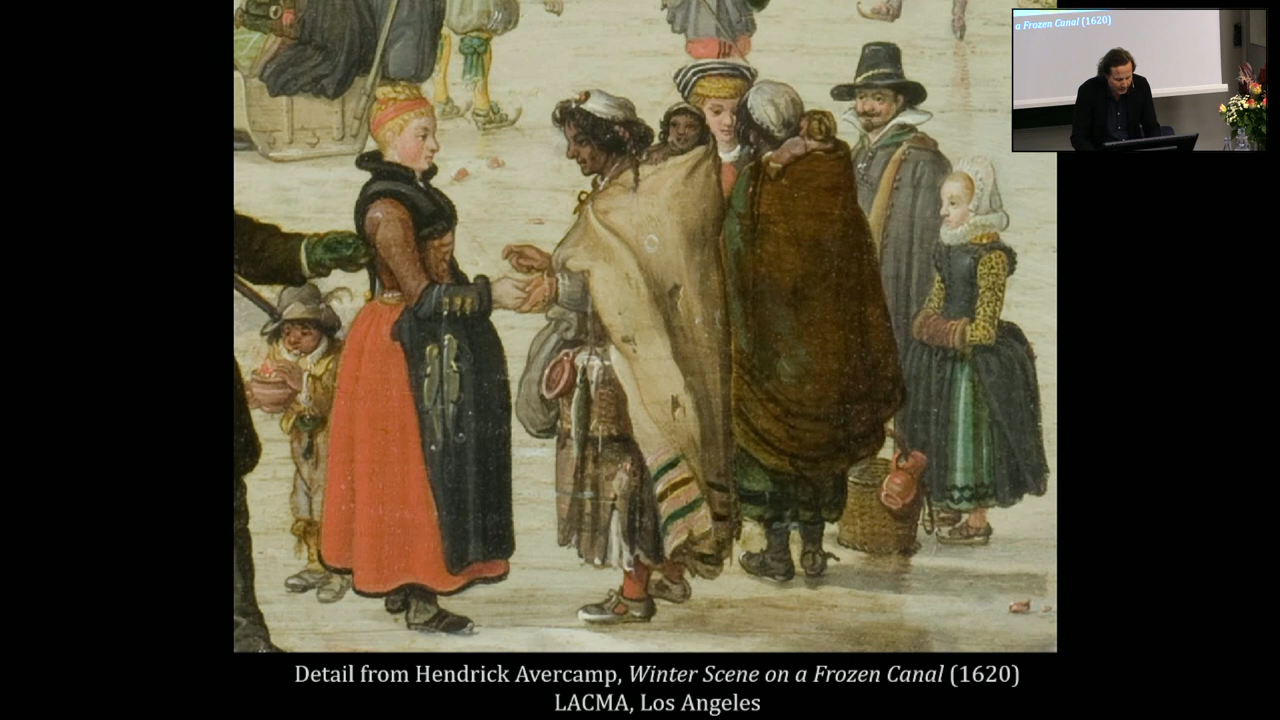 a Frozen Canal (1620)
Detail from Hendrick Avercamp, Winter Scene on a Frozen Canal (1620)
LACMA, Los Angeles